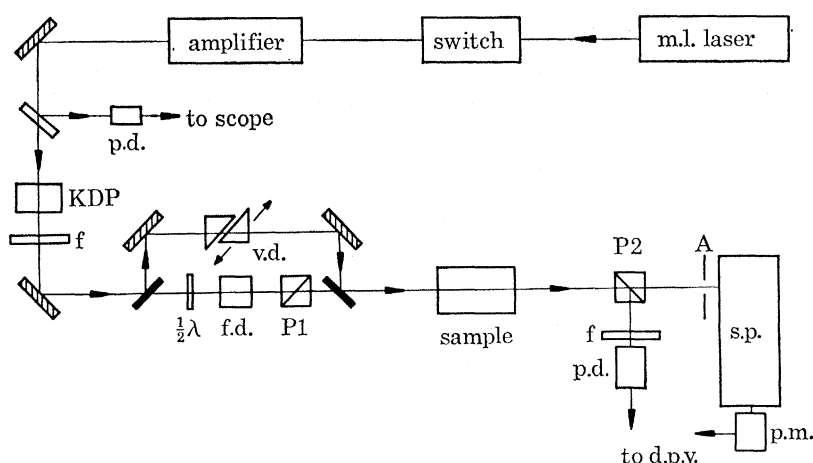 amplifier
switch
m.l. laser
to scope
p.d.
KDP
f
v.d.
½λ
f.d.
P1
sample
P2
A
f
p.d.
s.p.
p.m.
to d.p.v.